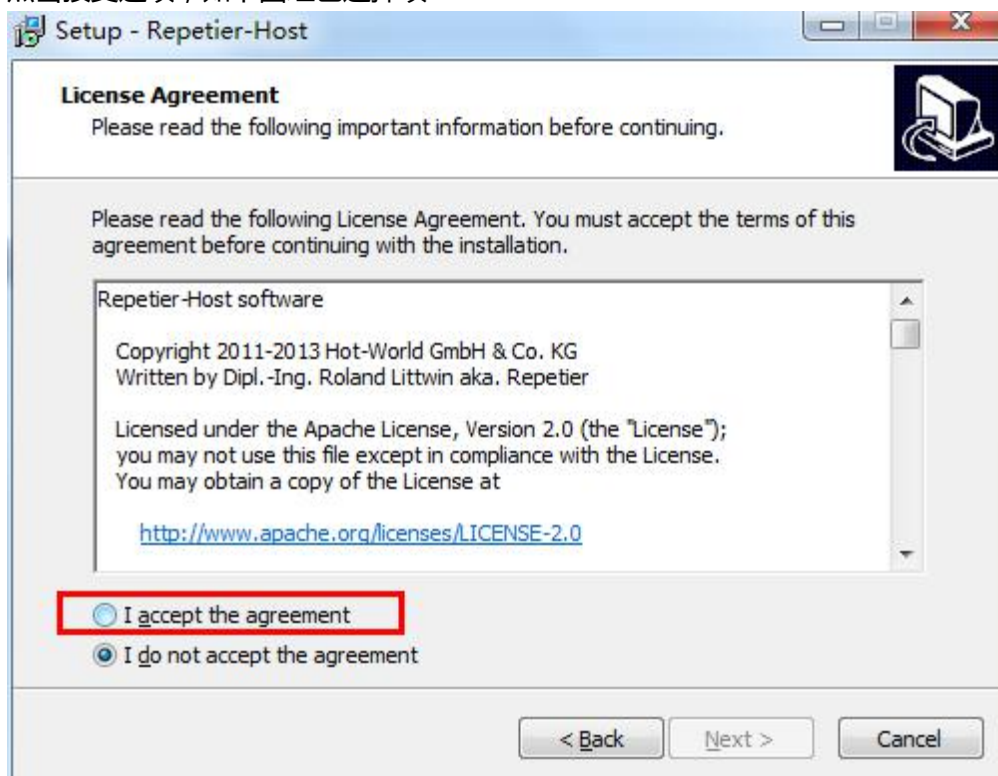 Setup - Repetier-Host
License Agreement
Please read the following important information before continuing.
Please read the following License Agreement. You must accept the terms of this
agreement before continuing with the installation.
Repetier-Host software
Copyright 2011-2013 Hot-World GmbH & Co. KG
Written by Dipl.-Ing. Roland Littwin aka. Repetier
Licensed under the Apache License, Version 2.0 (the "License");
you may not use this file except in compliance with the License.
You may obtain a copy of the License at
http://www.apache.org/licenses/LICENSE-2.0
I accept the agreement
I do not accept the agreement
< Back Next > Cancel